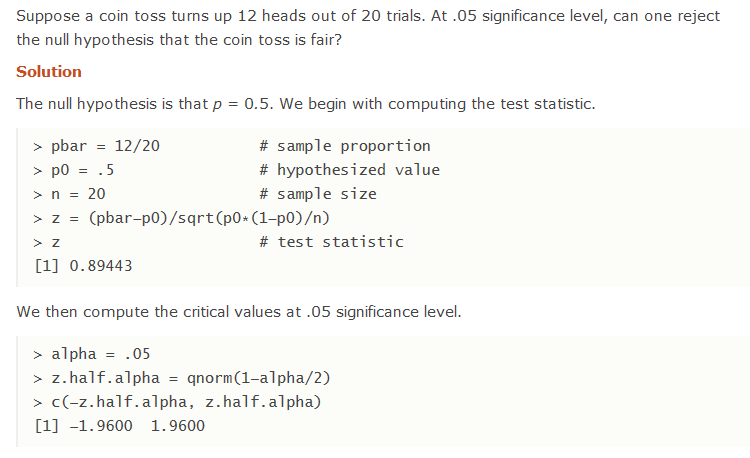 Suppose a coin toss turns up 12 heads out of 20 trials. At .05 significance level, can one reject
the null hypothesis that the coin toss is fair?
Solution
The null hypothesis is that p = 0.5. We begin with computing the test statistic.
> pbar = 12/20            # sample proportion
> p0 = .5                 # hypothesized value
> n = 20                  # sample size
> z = (pbar−p0)/sqrt(p0∗(1−p0)/n)
> z                       # test statistic
[1] 0.89443
We then compute the critical values at .05 significance level.
> alpha = .05
> z.half.alpha = qnorm(1−alpha/2)
> c(−z.half.alpha, z.half.alpha)
[1] −1.9600  1.9600